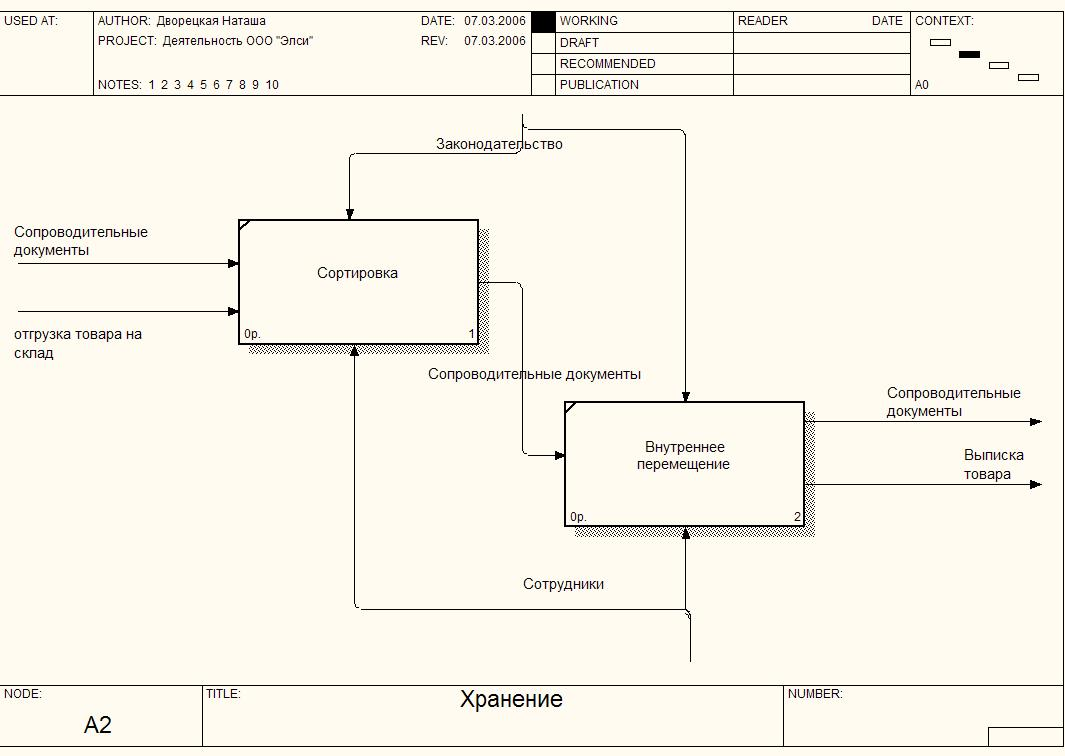 USED AT:
AUTHOR: Дворецкая Наташа
DATE: 07.03.2006
PROJECT: Деятельность ООО "Элси"
REV: 07.03.2006
NOTES: 1 2 3 4 5 6 7 8 9 10
WORKING
DRAFT
RECOMMENDED
PUBLICATION
READER DATE
CONTEXT:
A0
Законодательство
Сопроводительные
документы
отгрузка товара на
склад
Сортировка
0р. 1
Сопроводительные документы
Внутреннее
перемещение
0р. 2
Сопроводительные
документы
Выписка
товара
Сотрудники
NODE:
A2
TITLE:
Хранение
NUMBER: